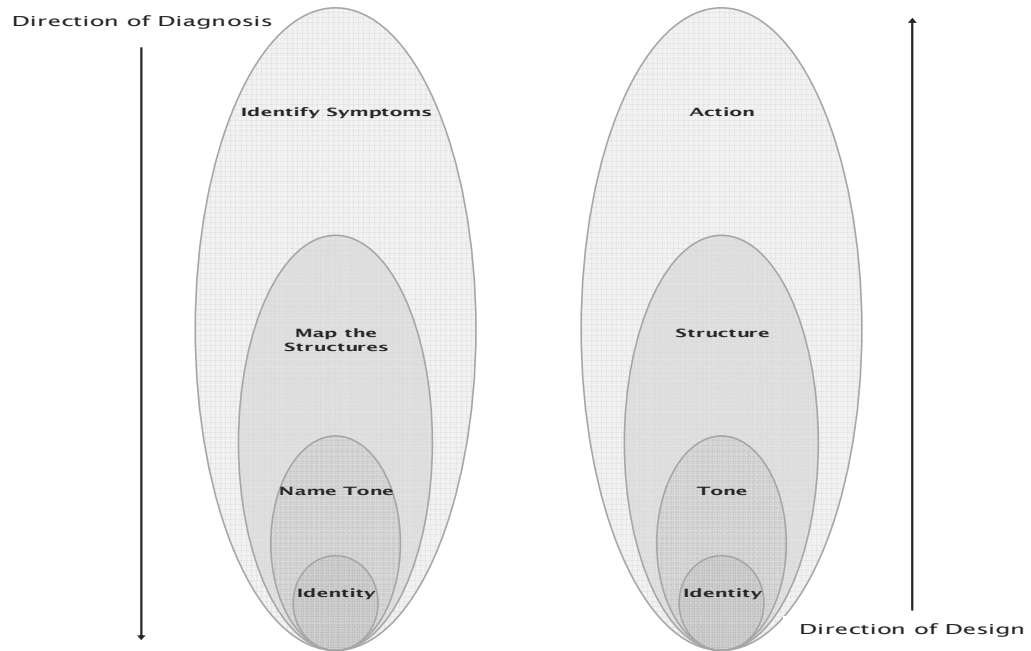 Direction of Diagnosis
Identify Symptoms
Map the
Structures
Name Tone
Identity
Action
Structure
Tone
Identity
Direction of Design